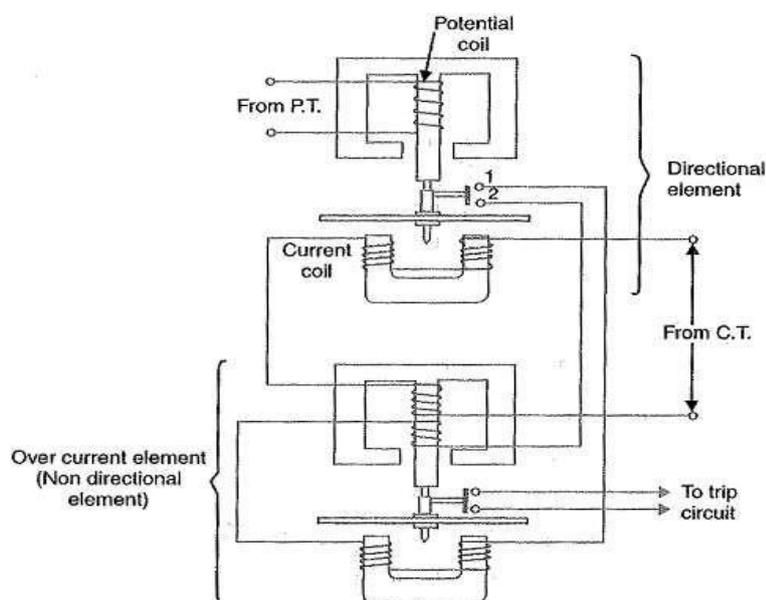 Potential
coil
From P.T.
1
2
Directional
element
Current
coil
From C.T.
Over current element
(Non directional
element)
To trip
circuit